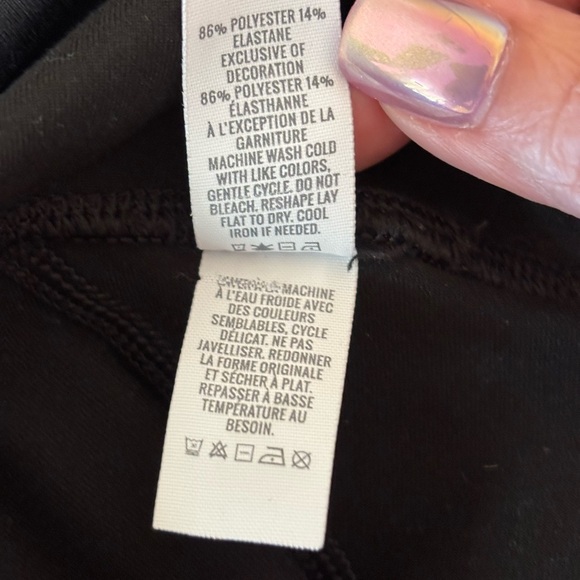 86% POLYESTER 14%
ELASTANE
EXCLUSIVE OF
DECORATION
86% POLYESTER 14%
ÉLASTHANNE
À L'EXCEPTION DE LA
GARNITURE
MACHINE WASH COLD
WITH LIKE COLORS,
GENTLE CYCLE. DO NOT
BLEACH. RESHAPE LAY
FLAT TO DRY. COOL
IRON IF NEEDED.
MACHINE
À L'EAU FROIDE AVEC
DES COULEURS
SEMBLABLES, CYCLE
DÉLICAT. NE PAS
JAVELLISER. REDONNER
LA FORME ORIGINALE
ET SÉCHER À PLAT.
REPASSER À BASSE
TEMPÉRATURE AU
BESOIN.